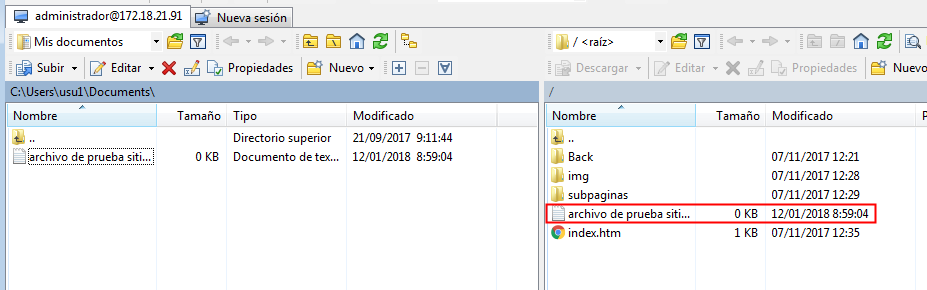 administrador@172.18.21.91 Nueva sesión
Mis documentos
/ <raíz>
Subir Editar Propiedades Nuevo
Descargar Editar Propiedades Nuevo
C:\Users\usu1\Documents\
/
Nombre Tamaño Tipo Modificado
.. Directorio superior 21/09/2017 9:11:44
archivo de prueba siti... 0 KB Documento de tex... 12/01/2018 8:59:04
Nombre Tamaño Modificado P
..
Back 07/11/2017 12:21
img 07/11/2017 12:28
subpaginas 07/11/2017 12:29
archivo de prueba siti... 0 KB 12/01/2018 8:59:04
index.htm 1 KB 07/11/2017 12:35